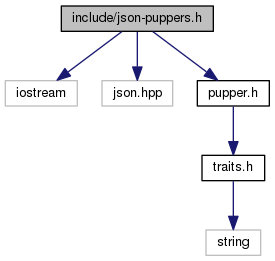 include/json-puppers.h
iostream
json.hpp
pupper.h
traits.h
string